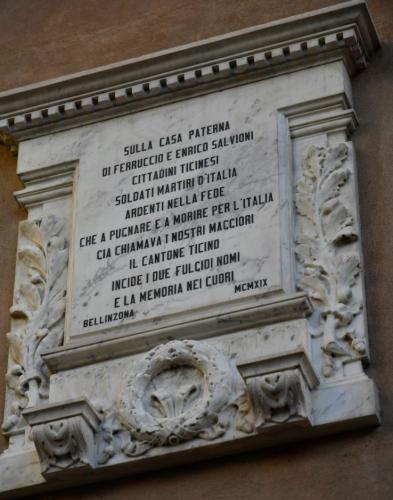 SULLA CASA PATERNA
DI FERRUCCIO E ENRICO SALVIONI
CITTADINI TICINESI
SOLDATI MARTIRI D'ITALIA
ARDENTI NELLA FEDE
CHE A PUGNARE E A MORIRE PER L'ITALIA
GIA CHIAMAVA I NOSTRI MAGGIORI
IL CANTONE TICINO
INCIDE I DUE FULGIDI NOMI
E LA MEMORIA NEI CUORI
BELLINZONA MCMXIX